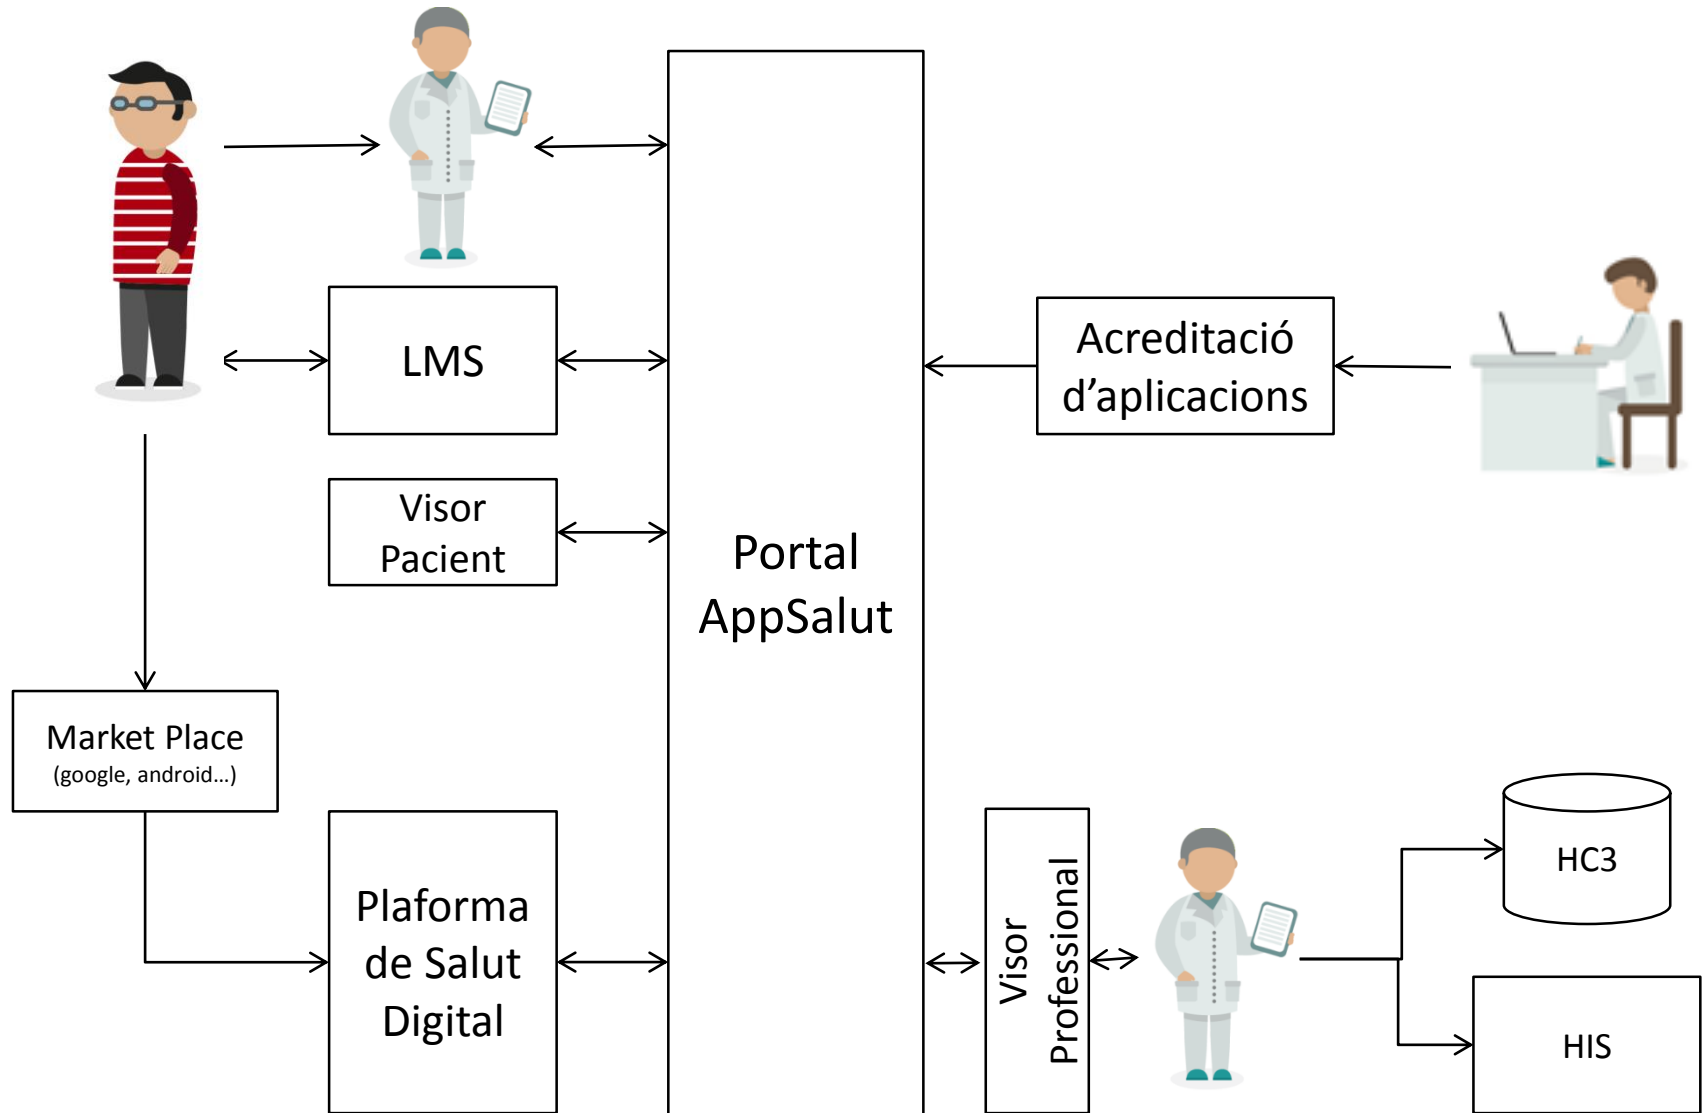 LMS
Acreditació
d’aplicacions
Visor
Pacient
Portal
AppSalut
Market Place
(google, android...)
Plaforma
de Salut
Digital
Visor
Professional
HC3
HIS